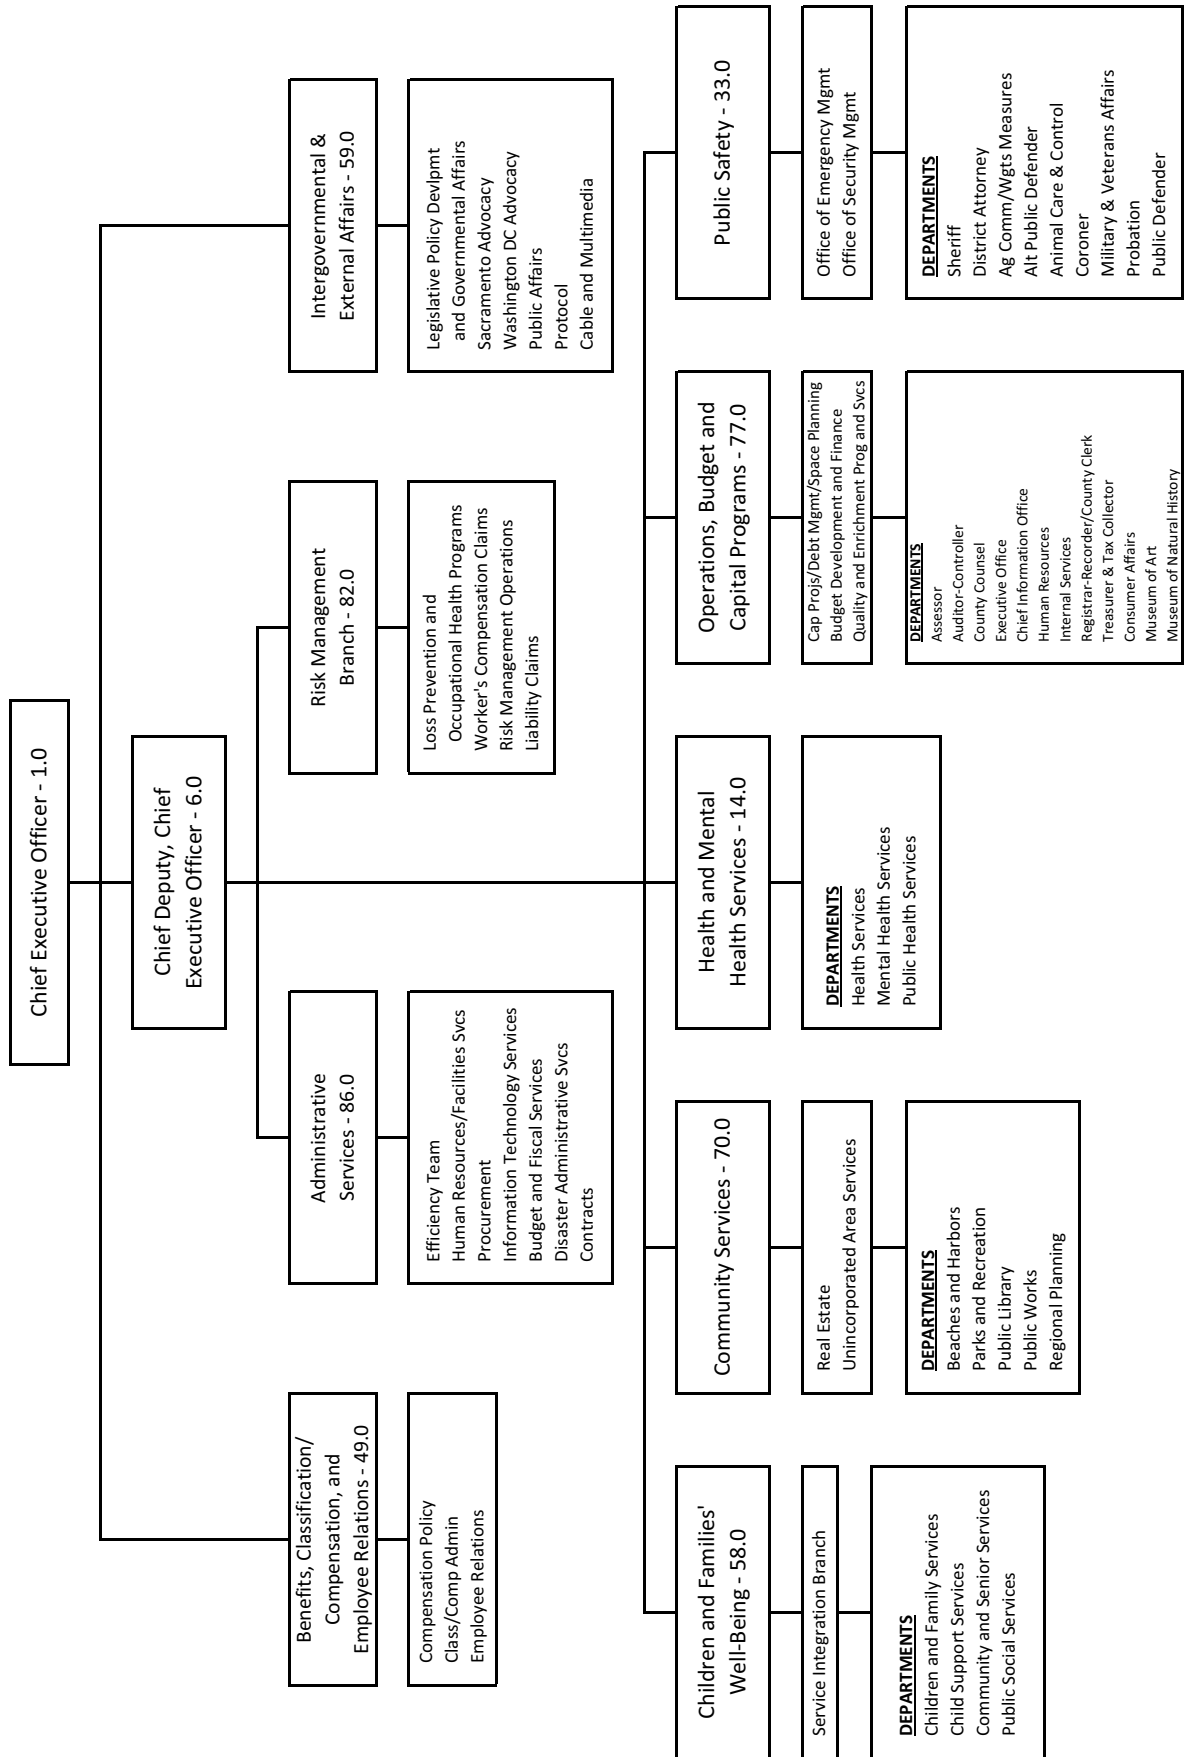 Chief Executive Officer - 1.0
Chief Deputy, Chief
Executive Officer - 6.0
Benefits, Classification/
Compensation, and
Employee Relations - 49.0
Compensation Policy
Class/Comp Admin
Employee Relations
Administrative
Services - 86.0
Efficiency Team
Human Resources/Facilities Svcs
Procurement
Information Technology Services
Budget and Fiscal Services
Disaster Administrative Svcs
Contracts
Risk Management
Branch - 82.0
Loss Prevention and
Occupational Health Programs
Worker's Compensation Claims
Risk Management Operations
Liability Claims
Intergovernmental &
External Affairs - 59.0
Legislative Policy Devlpmt
and Governmental Affairs
Sacramento Advocacy
Washington DC Advocacy
Public Affairs
Protocol
Cable and Multimedia
Children and Families'
Well-Being - 58.0
Service Integration Branch
DEPARTMENTS
Children and Family Services
Child Support Services
Community and Senior Services
Public Social Services
Community Services - 70.0
Real Estate
Unincorporated Area Services
DEPARTMENTS
Beaches and Harbors
Parks and Recreation
Public Library
Public Works
Regional Planning
Health and Mental
Health Services - 14.0
DEPARTMENTS
Health Services
Mental Health Services
Public Health Services
Operations, Budget and
Capital Programs - 77.0
Cap Projs/Debt Mgmt/Space Planning
Budget Development and Finance
Quality and Enrichment Prog and Svcs
DEPARTMENTS
Assessor
Auditor-Controller
County Counsel
Executive Office
Chief Information Office
Human Resources
Internal Services
Registrar-Recorder/County Clerk
Treasurer & Tax Collector
Consumer Affairs
Museum of Art
Museum of Natural History
Public Safety - 33.0
Office of Emergency Mgmt
Office of Security Mgmt
DEPARTMENTS
Sheriff
District Attorney
Ag Comm/Wgts Measures
Alt Public Defender
Animal Care & Control
Coroner
Military & Veterans Affairs
Probation
Public Defender